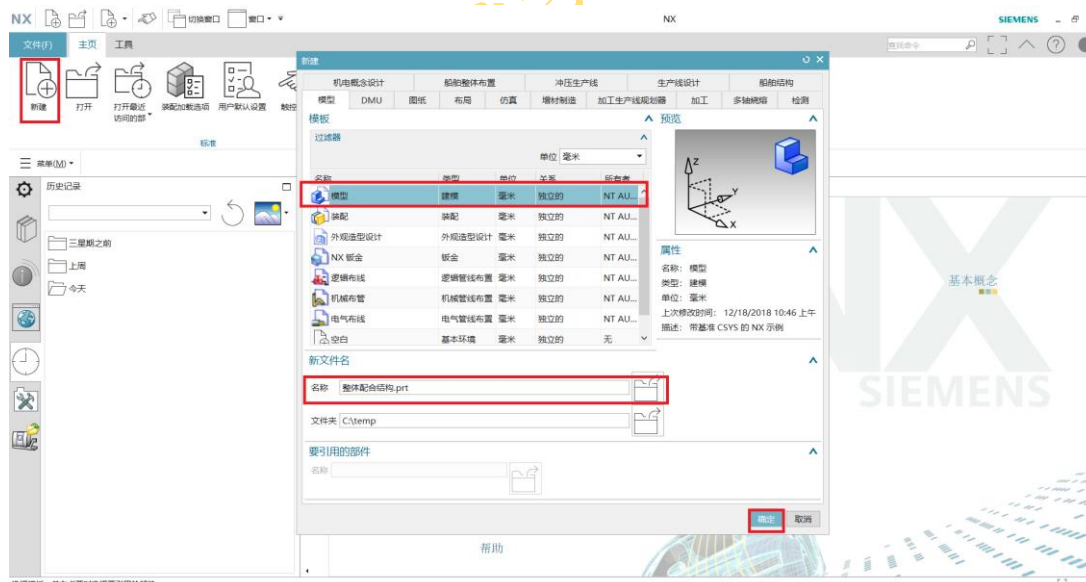 NX 切换窗口 窗口 NX SIEMENS
文件(F) 主页 工具 查找命令
新建 打开 打开最近访问的部 装配加载选项 用户默认设置 触控
标准
菜单(M)
历史记录
三星期之前
上周
今天
新建
机电概念设计 船舶整体布置 冲压生产线 生产线设计 船舶结构
模型 DMU 图纸 布局 仿真 增材制造 加工生产线规划器 加工 多轴缠熔 检测
模板
过滤器
单位 毫米
名称 类型 单位 关系 所有者
模型 建模 毫米 独立的 NT AU...
装配 装配 毫米 独立的 NT AU...
外观造型设计 外观造型设计 毫米 独立的 NT AU...
NX 钣金 钣金 毫米 独立的 NT AU...
逻辑布线 逻辑管线布置 毫米 独立的 NT AU...
机械布管 机械管线布置 毫米 独立的 NT AU...
电气布线 电气管线布置 毫米 独立的 NT AU...
空白 基本环境 毫米 独立的 无
预览
Z
Y
X
属性
名称: 模型
类型: 建模
单位: 毫米
上次修改时间: 12/18/2018 10:46 上午
描述: 带基准 CSYS 的 NX 示例
新文件名
名称 整体配合结构.prt
文件夹 C:\temp
要引用的部件
名称
确定 取消
基本概念
NX
SIEMENS
帮助